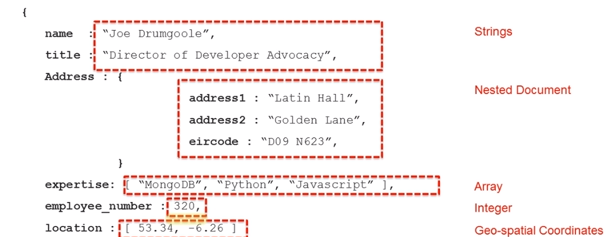 {
name : “Joe Drumgoole”, Strings
title : “Director of Developer Advocacy”,
Address : {
Nested Document
address1 : “Latin Hall”,
address2 : “Golden Lane”,
eircode : “D09 N623”,
}
expertise: [ “MongoDB”, “Python”, “Javascript” ], Array
employee_number : 320, Integer
location : [ 53.34, -6.26 ] Geo-spatial Coordinates